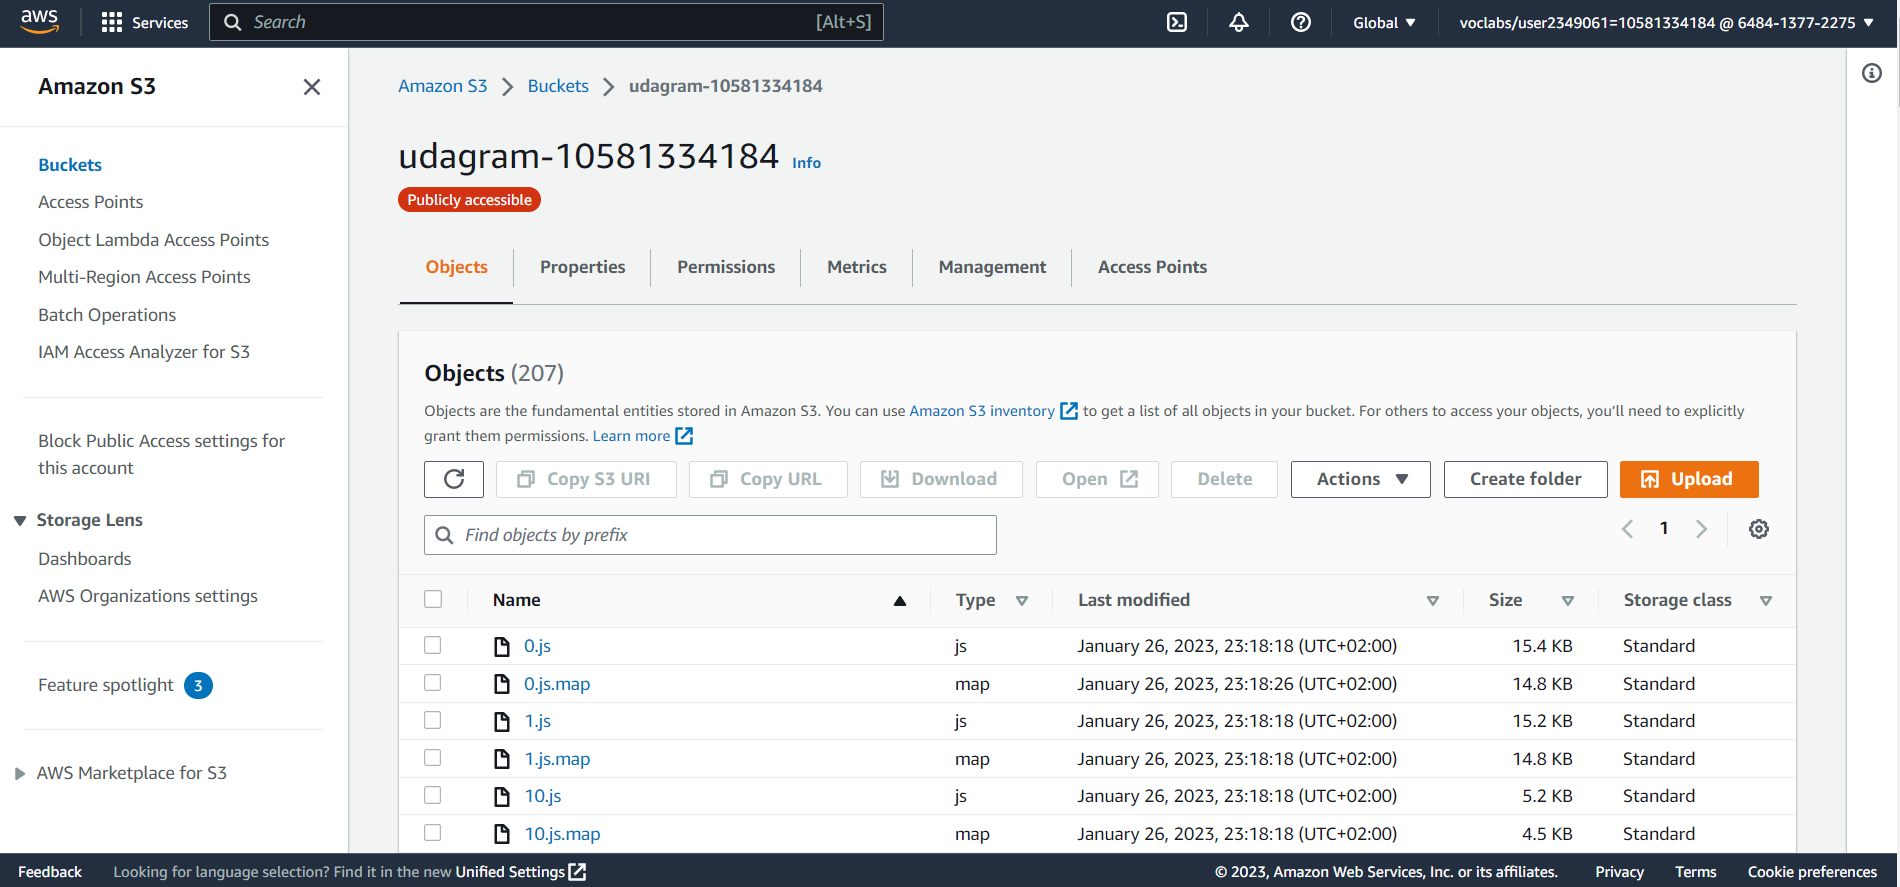 aws
Services
Search
[Alt+S]
Global
voclabs/user2349061=10581334184 @ 6484-1377-2275
Amazon S3
Buckets
Access Points
Object Lambda Access Points
Multi-Region Access Points
Batch Operations
IAM Access Analyzer for S3
Block Public Access settings for
this account
Storage Lens
Dashboards
AWS Organizations settings
Feature spotlight 3
AWS Marketplace for S3
Amazon S3 Buckets udagram-10581334184
udagram-10581334184 Info
Publicly accessible
Objects Properties Permissions Metrics Management Access Points
Objects (207)
Objects are the fundamental entities stored in Amazon S3. You can use Amazon S3 inventory to get a list of all objects in your bucket. For others to access your objects, you'll need to explicitly
grant them permissions. Learn more
Copy S3 URI Copy URL Download Open Delete Actions Create folder Upload
Find objects by prefix
1
Name Type Last modified Size Storage class
0.js js January 26, 2023, 23:18:18 (UTC+02:00) 15.4 KB Standard
0.js.map map January 26, 2023, 23:18:26 (UTC+02:00) 14.8 KB Standard
1.js js January 26, 2023, 23:18:18 (UTC+02:00) 15.2 KB Standard
1.js.map map January 26, 2023, 23:18:18 (UTC+02:00) 14.8 KB Standard
10.js js January 26, 2023, 23:18:18 (UTC+02:00) 5.2 KB Standard
10.js.map map January 26, 2023, 23:18:18 (UTC+02:00) 4.5 KB Standard
Feedback Looking for language selection? Find it in the new Unified Settings © 2023, Amazon Web Services, Inc. or its affiliates. Privacy Terms Cookie preferences